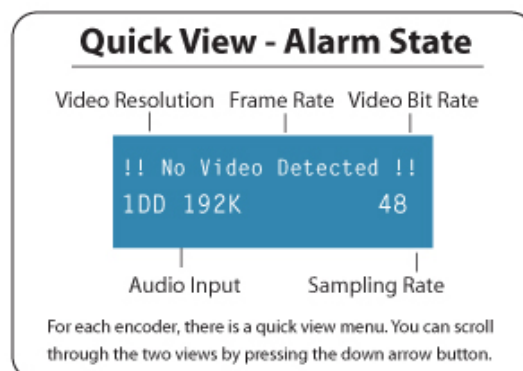 Quick View - Alarm State
Video Resolution Frame Rate Video Bit Rate
!! No Video Detected !!
1DD 192K 48
Audio Input Sampling Rate
For each encoder, there is a quick view menu. You can scroll
through the two views by pressing the down arrow button.